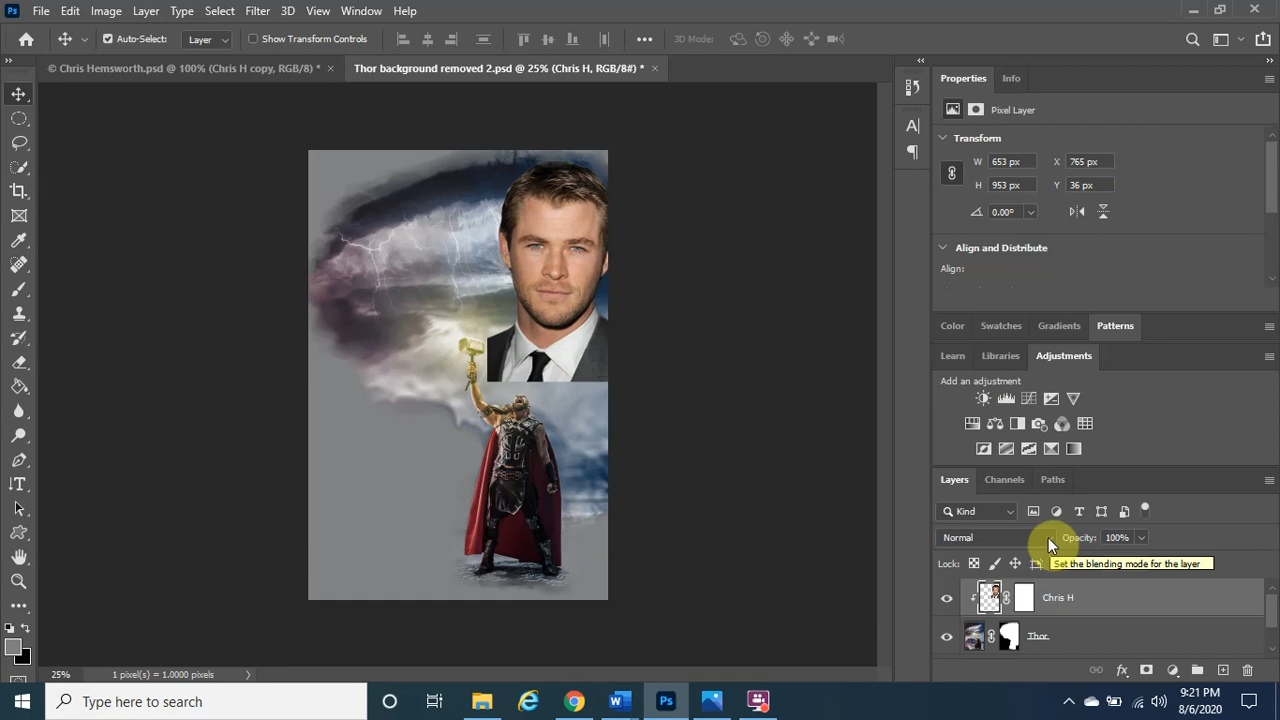 Ps File Edit Image Layer Type Select Filter 3D View Window Help
Auto-Select: Layer Show Transform Controls 3D Mode:
© Chris Hemsworth.psd @ 100% (Chris H copy, RGB/8) * × Thor background removed 2.psd @ 25% (Chris H, RGB/8#) * ×
Properties Info
Pixel Layer
Transform
W 653 px X 765 px
H 953 px Y 36 px
0.00°
Align and Distribute
Align:
Color Swatches Gradients Patterns
Learn Libraries Adjustments
Add an adjustment
Layers Channels Paths
Kind
Normal Opacity: 100%
Lock:
Set the blending mode for the layer
Chris H
Thor
25% 1 pixel(s) = 1.0000 pixels
Type here to search
9:21 PM
8/6/2020